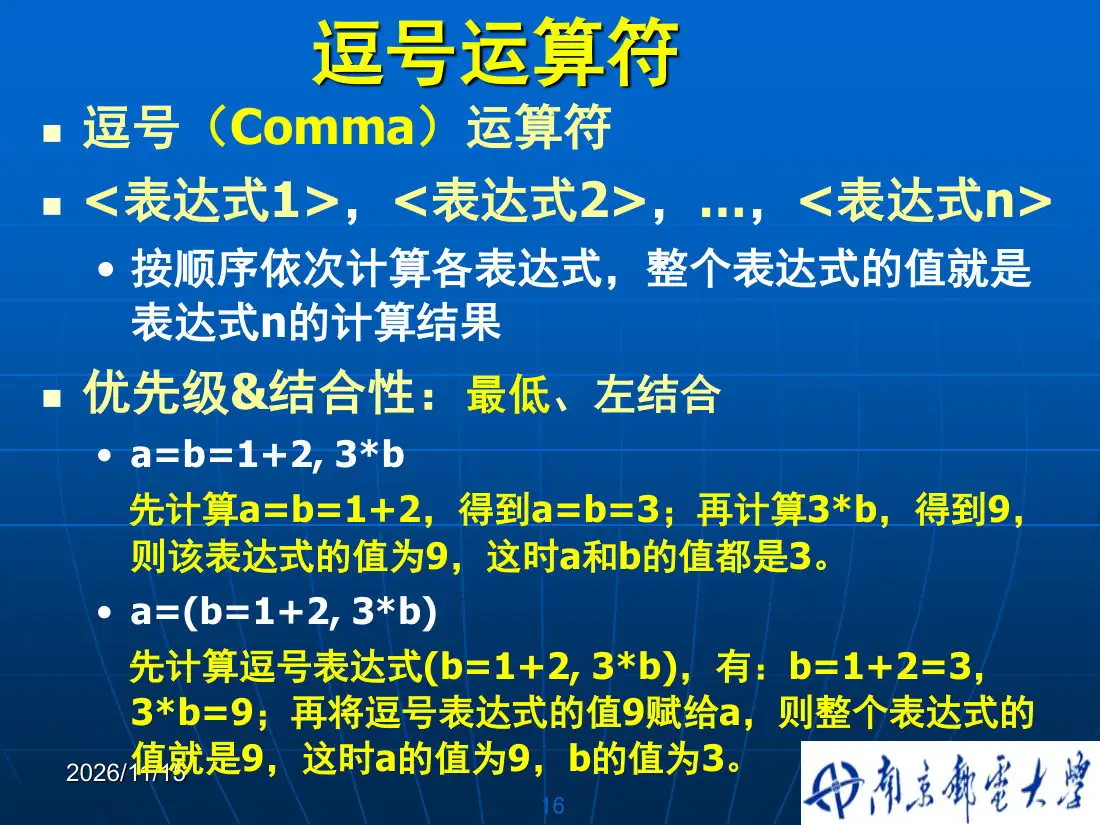 逗号运算符
逗号（Comma）运算符
<表达式1>，<表达式2>，…，<表达式n>
按顺序依次计算各表达式，整个表达式的值就是
表达式n的计算结果
优先级&结合性：最低、左结合
a=b=1+2, 3*b
先计算a=b=1+2，得到a=b=3；再计算3*b，得到9，
则该表达式的值为9，这时a和b的值都是3。
a=(b=1+2, 3*b)
先计算逗号表达式(b=1+2, 3*b)，有：b=1+2=3，
3*b=9；再将逗号表达式的值9赋给a，则整个表达式的
值就是9，这时a的值为9，b的值为3。
2026/11/15
16
南京郵電大學